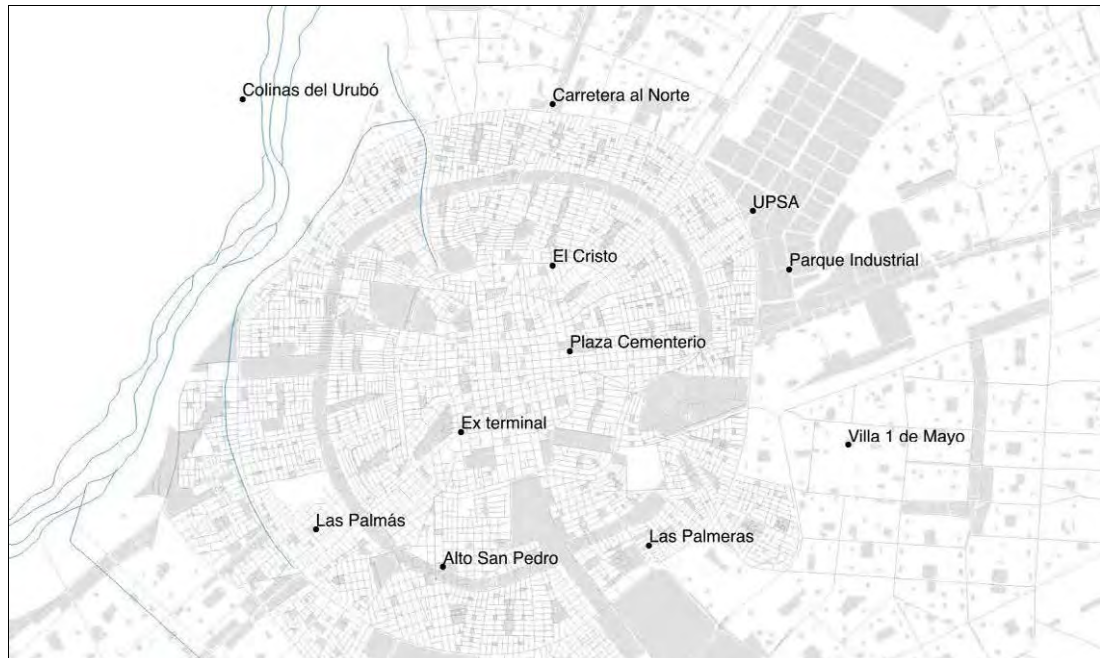 Colinas del Urubó
Carretera al Norte
UPSA
El Cristo
Parque Industrial
Plaza Cementerio
Ex terminal
Villa 1 de Mayo
Las Palmás
Las Palmeras
Alto San Pedro